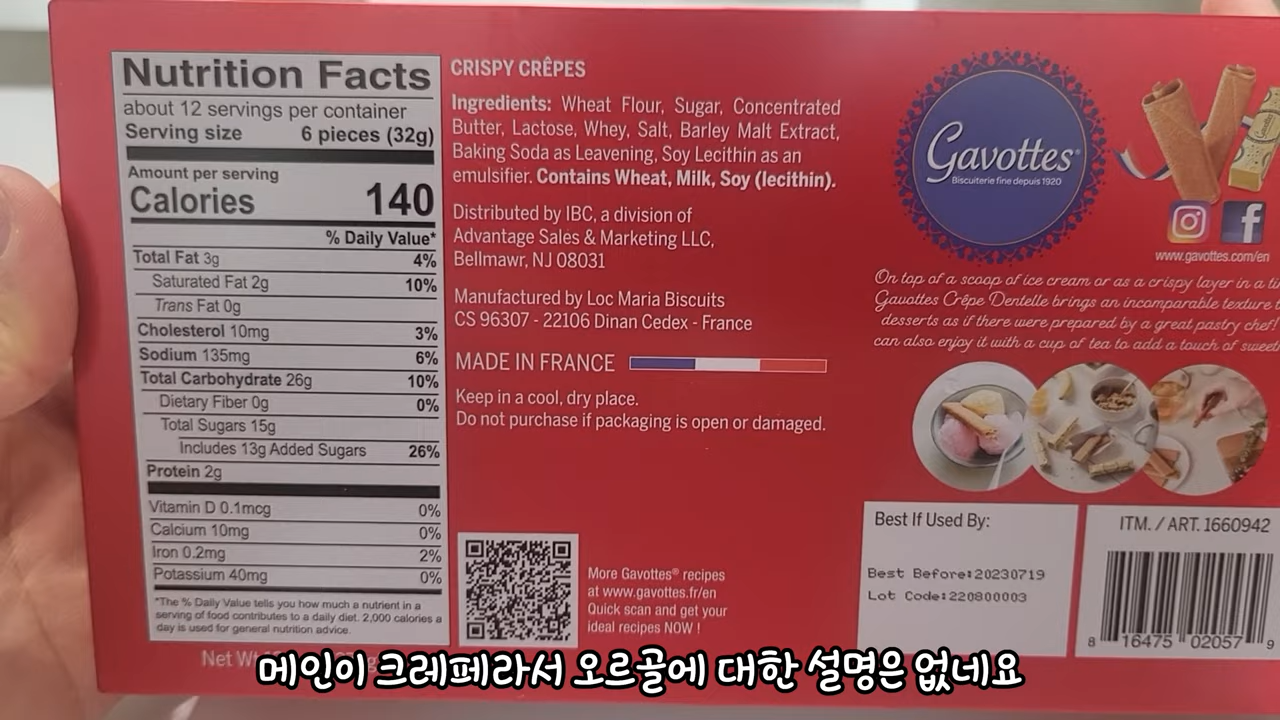 Nutrition Facts
about 12 servings per container
Serving size 6 pieces (32g)
Amount per serving
Calories 140
% Daily Value*
Total Fat 3g 4%
Saturated Fat 2g 10%
Trans Fat 0g
Cholesterol 10mg 3%
Sodium 135mg 6%
Total Carbohydrate 26g 10%
Dietary Fiber 0g 0%
Total Sugars 15g
Includes 13g Added Sugars 26%
Protein 2g
Vitamin D 0.1mcg 0%
Calcium 10mg 0%
Iron 0.2mg 2%
Potassium 40mg 0%
*The % Daily Value tells you how much a nutrient in a
serving of food contributes to a daily diet. 2,000 calories a
day is used for general nutrition advice.
Net
CRISPY CRÊPES
Ingredients: Wheat Flour, Sugar, Concentrated
Butter, Lactose, Whey, Salt, Barley Malt Extract,
Baking Soda as Leavening, Soy Lecithin as an
emulsifier. Contains Wheat, Milk, Soy (lecithin).
Distributed by IBC, a division of
Advantage Sales & Marketing LLC,
Bellmawr, NJ 08031
Manufactured by Loc Maria Biscuits
CS 96307 - 22106 Dinan Cedex - France
MADE IN FRANCE
Keep in a cool, dry place.
Do not purchase if packaging is open or damaged.
More Gavottes® recipes
at www.gavottes.fr/en
Quick scan and get your
ideal recipes NOW !
Gavottes®
Biscuiterie fine depuis 1920
www.gavottes.com/en
On top of a scoop of ice cream or as a crispy layer in a
Gavottes Crêpe Dentelle brings an incomparable texture
desserts as if there were prepared by a great pastry chef!
can also enjoy it with a cup of tea to add a touch of
Best If Used By:
Best Before:20230719
Lot Code:220800003
ITM. / ART. 1660942
8 16475 02057 9
메인이 크레페라서 오르골에 대한 설명은 없네요